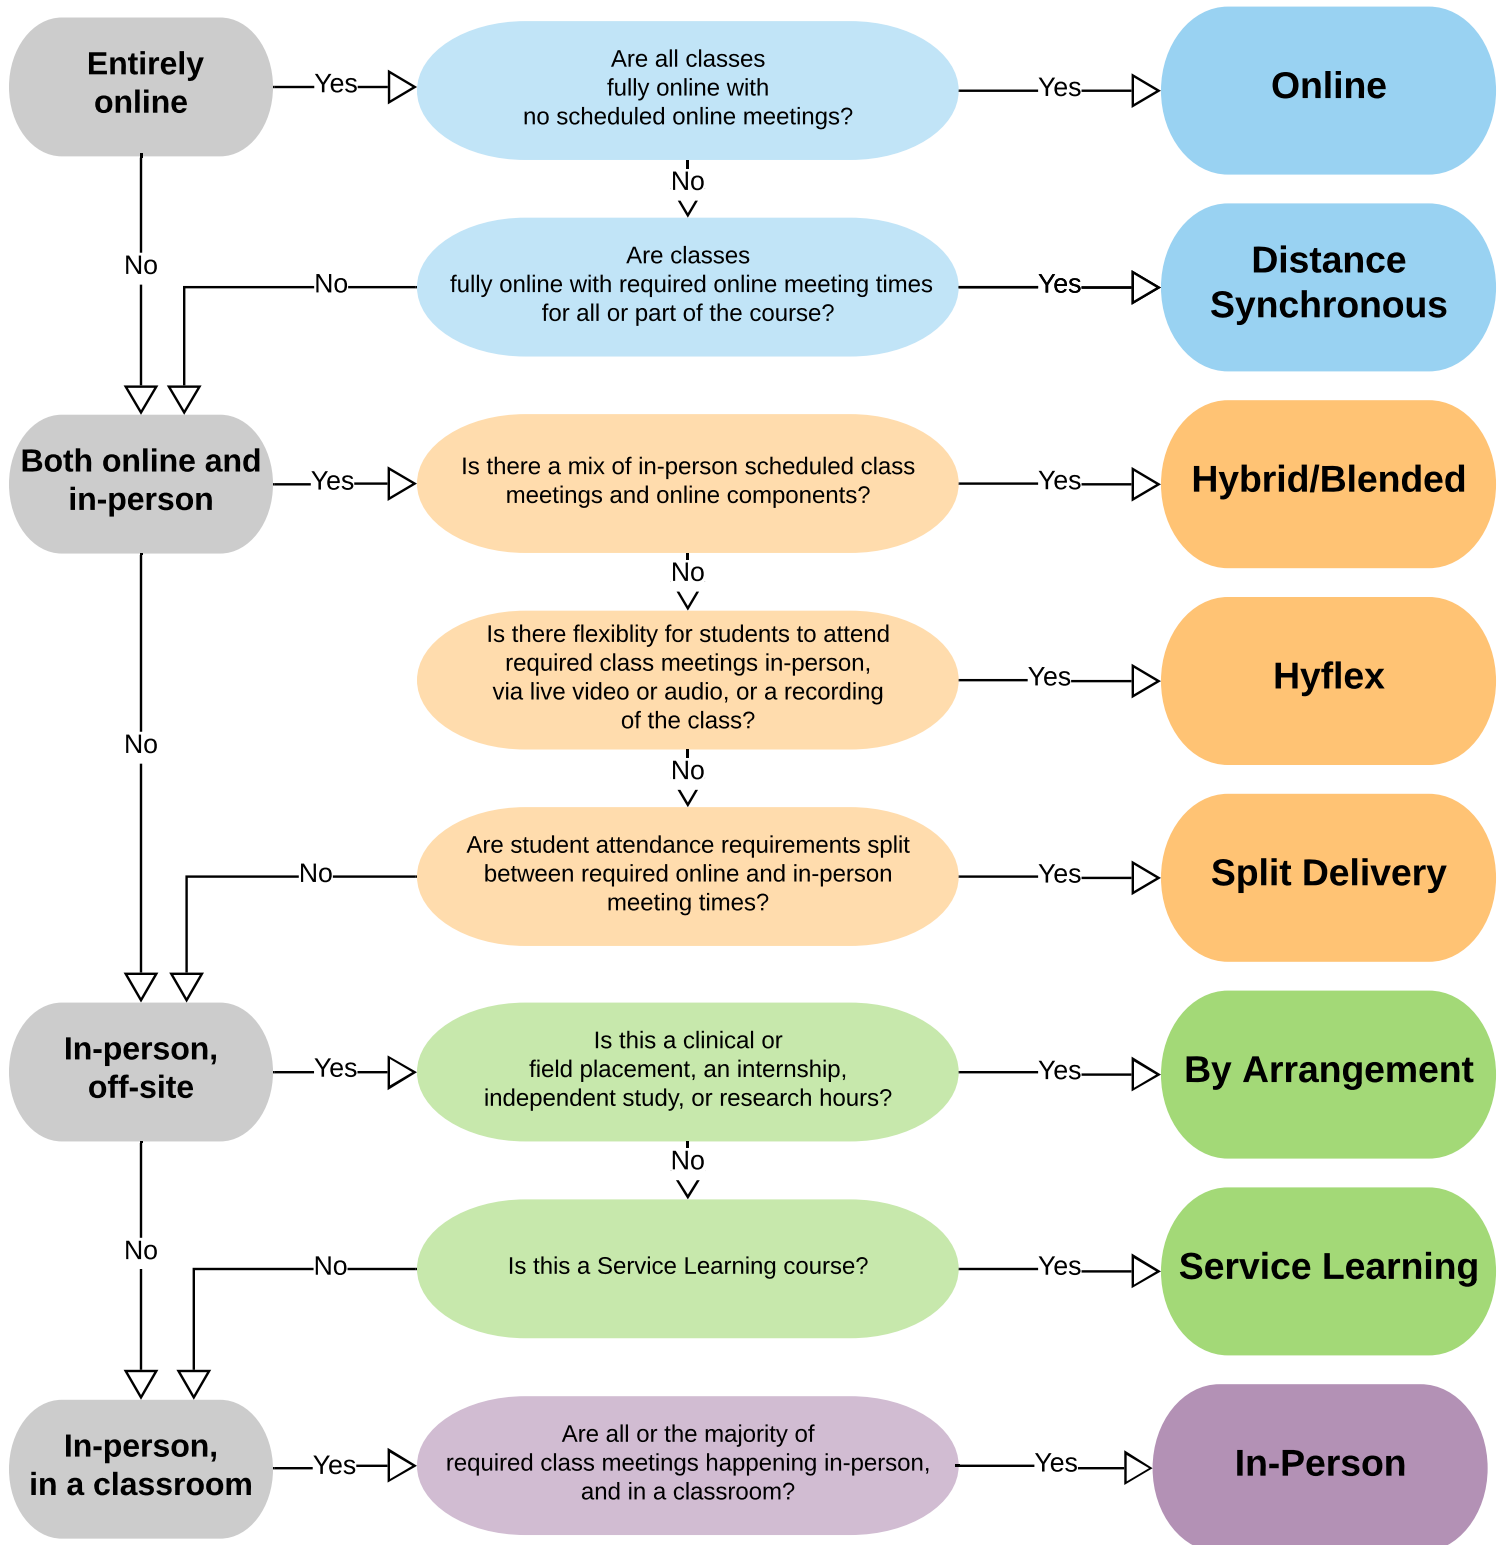 Entirely
online
Yes
Are all classes
fully online with
no scheduled online meetings?
Yes
Online
No
No
Are classes
fully online with required online meeting times
for all or part of the course?
No
Yes
Distance
Synchronous
Both online and
in-person
Yes
Is there a mix of in-person scheduled class
meetings and online components?
Yes
Hybrid/Blended
No
Is there flexiblity for students to attend
required class meetings in-person,
via live video or audio, or a recording
of the class?
Yes
Hyflex
No
No
Are student attendance requirements split
between required online and in-person
meeting times?
No
Yes
Split Delivery
In-person,
off-site
Yes
Is this a clinical or
field placement, an internship,
independent study, or research hours?
Yes
By Arrangement
No
No
Is this a Service Learning course?
No
Yes
Service Learning
In-person,
in a classroom
Yes
Are all or the majority of
required class meetings happening in-person,
and in a classroom?
Yes
In-Person